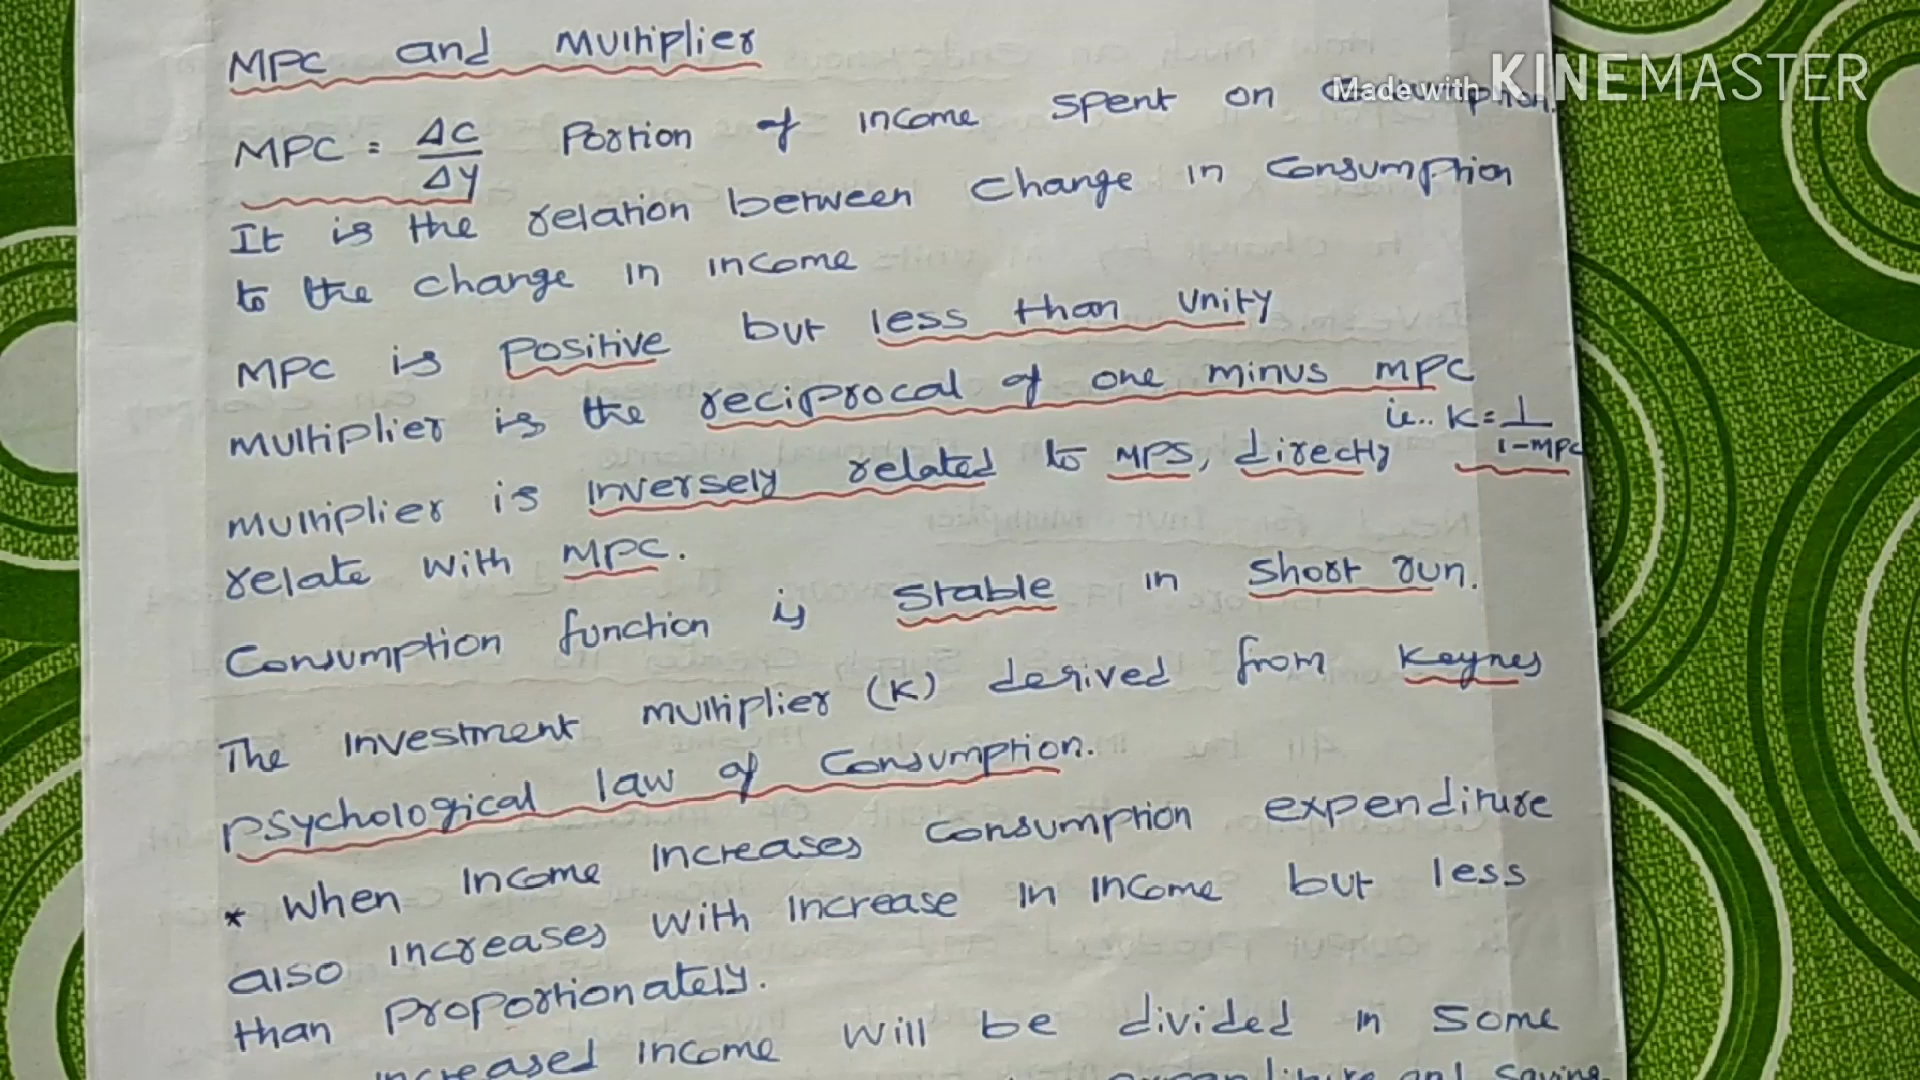 MPC and Multiplier
Made with KINEMASTER
MPC = ΔC/ΔY Portion of income spent on
It is the relation between change in consumption
to the change in income
MPC is positive but less than unity
Multiplier is the reciprocal of one minus MPC
i.e.. K = 1/1-MPC
Multiplier is inversely related to MPS, directly
relate with MPC.
Consumption function is stable in short run.
The investment multiplier (K) derived from Keynes
Psychological law of consumption.
* When income increases consumption expenditure
also increases with increase in income but less
than proportionately.
increased income will be divided in some
and saving